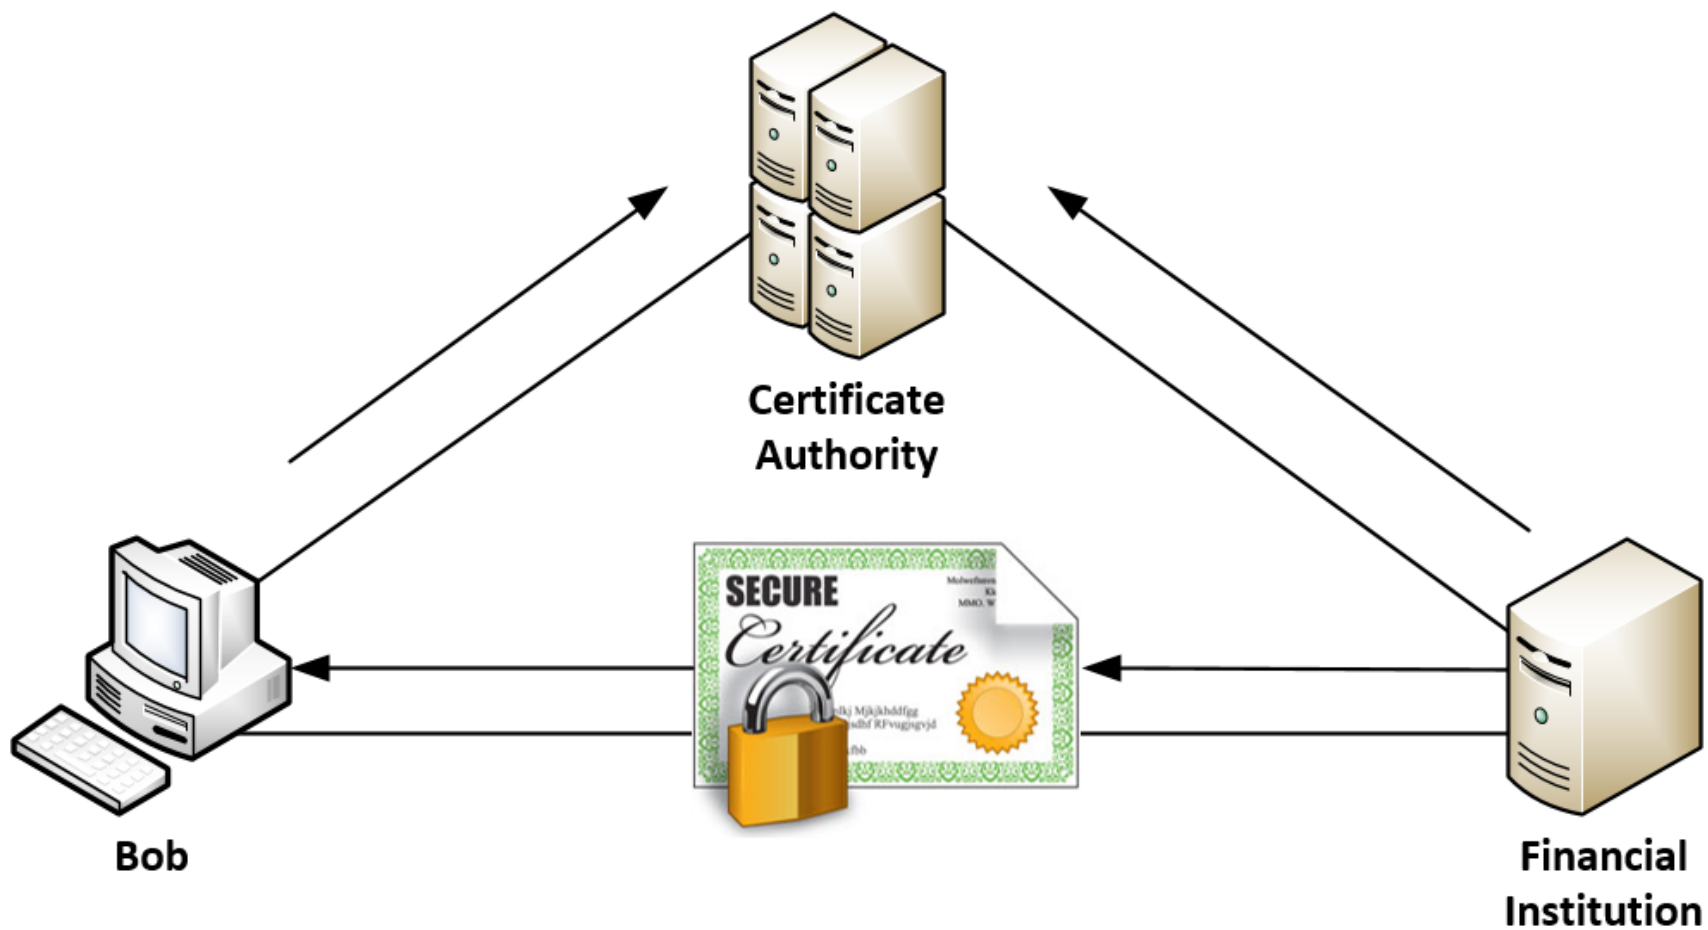 Certificate
Authority
SECURE
Certificate
Bob
Financial
Institution